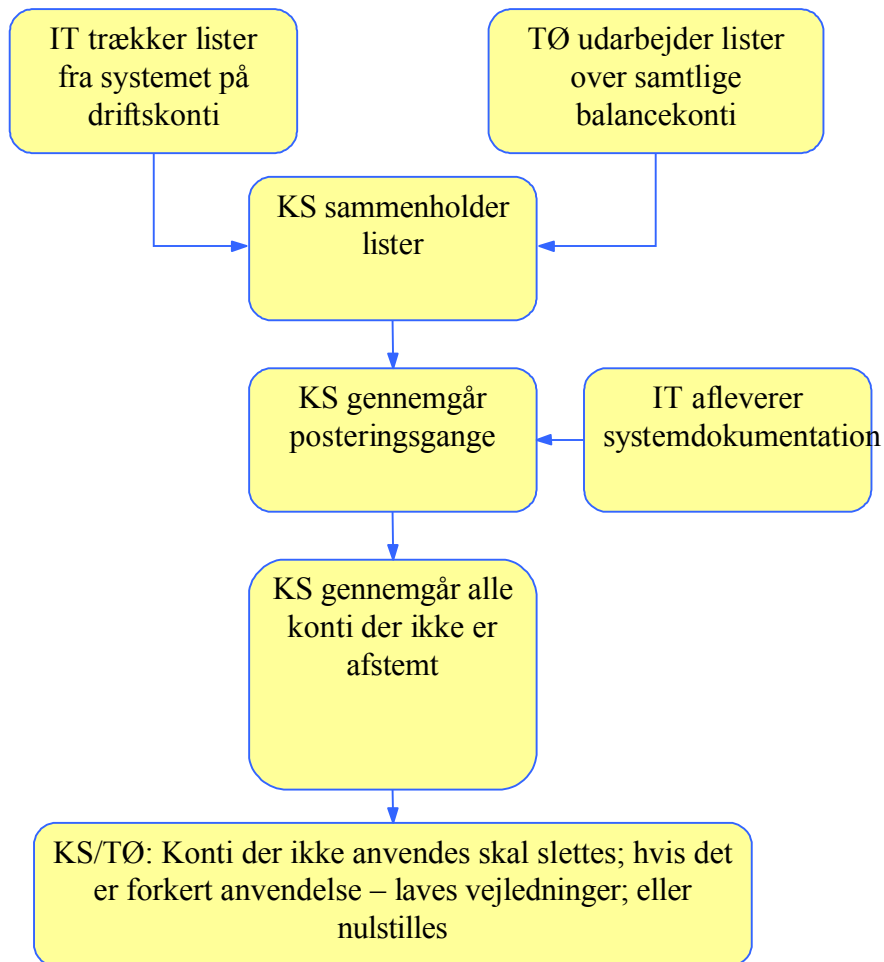 IT trækker lister
fra systemet på
driftskonti
TØ udarbejder lister
over samtlige
balancekonti
KS sammenholder
lister
KS gennemgår
posteringsgange
IT afleverer
systemdokumentation
KS gennemgår alle
konti der ikke er
afstemt
KS/TØ: Konti der ikke anvendes skal slettes; hvis det
er forkert anvendelse – laves vejledninger; eller
nulstilles